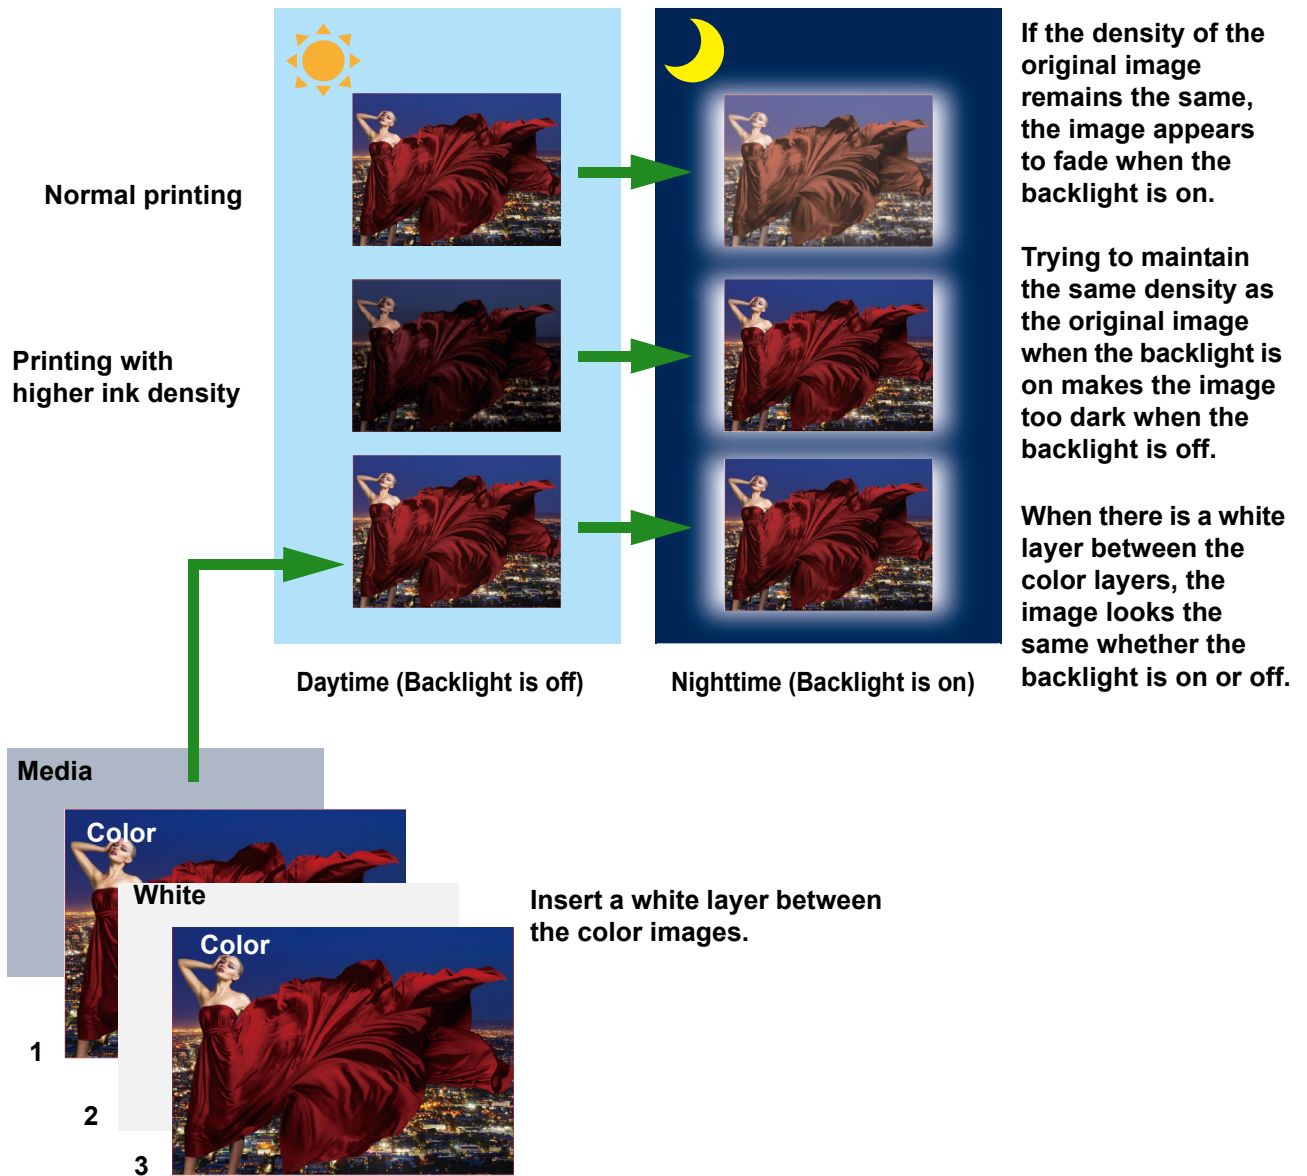 Normal printing
Printing with
higher ink density
If the density of the
original image
remains the same,
the image appears
to fade when the
backlight is on.
Trying to maintain
the same density as
the original image
when the backlight is
on makes the image
too dark when the
backlight is off.
When there is a white
layer between the
color layers, the
image looks the
same whether the
backlight is on or off.
Daytime (Backlight is off)
Nighttime (Backlight is on)
Media
Color
White
Color
Insert a white layer between
the color images.
1
2
3